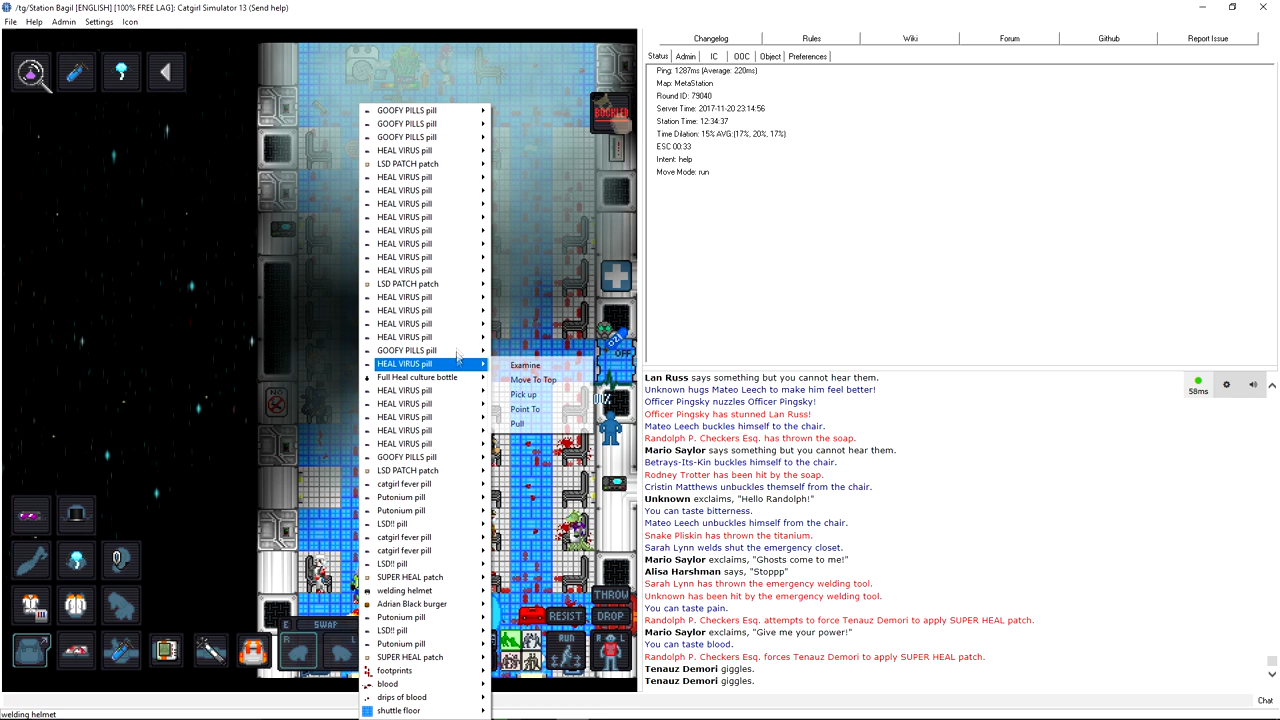 /tg/Station Bagil [ENGLISH] [100% FREE LAG]: Catgirl Simulator 13 (Send help)
File Help Admin Settings Icon
Changelog Rules Wiki Forum Github Report Issue
Status Admin IC OOC Object Preferences
Ping: 1287ms (Average: 220ms)
Map: MetaStation
Round ID: 79040
Server Time: 2017-11-20 23:14:56
Station Time: 12:34:37
Time Dilation: 15% AVG:(17%, 20%, 17%)
ESC 00:33
Intent: help
Move Mode: run
BUCKLED
GOOFY PILLS pill
GOOFY PILLS pill
GOOFY PILLS pill
HEAL VIRUS pill
LSD PATCH patch
HEAL VIRUS pill
HEAL VIRUS pill
HEAL VIRUS pill
HEAL VIRUS pill
HEAL VIRUS pill
HEAL VIRUS pill
HEAL VIRUS pill
HEAL VIRUS pill
LSD PATCH patch
HEAL VIRUS pill
HEAL VIRUS pill
HEAL VIRUS pill
HEAL VIRUS pill
GOOFY PILLS pill
HEAL VIRUS pill
Full Heal culture bottle
HEAL VIRUS pill
HEAL VIRUS pill
HEAL VIRUS pill
HEAL VIRUS pill
HEAL VIRUS pill
GOOFY PILLS pill
LSD PATCH patch
catgirl fever pill
Putonium pill
Putonium pill
LSD!! pill
catgirl fever pill
catgirl fever pill
LSD!! pill
SUPER HEAL patch
welding helmet
Adrian Black burger
Putonium pill
LSD!! pill
Putonium pill
SUPER HEAL patch
footprints
blood
drips of blood
shuttle floor
Examine
Move To Top
Pick up
Point To
Pull
OFF
NO
SWAP
R L
THROW
RESIST DROP
RUN R L
Lan Russ says something but you cannot hear them.
Unknown hugs Mateo Leech to make him feel better!
Officer Pingsky nuzzles Officer Pingsky!
Officer Pingsky has stunned Lan Russ!
Mateo Leech buckles himself to the chair.
Randolph P. Checkers Esq. has thrown the soap.
Mario Saylor says something but you cannot hear them.
Betrays-Its-Kin buckles himself to the chair.
Rodney Trotter has been hit by the soap.
Cristin Matthews unbuckles themself from the chair.
Unknown exclaims, "Hello Randolph!"
You can taste bitterness.
Mateo Leech unbuckles himself from the chair.
Snake Pliskin has thrown the titanium.
Sarah Lynn welds shut the emergency closet.
Mario Saylor exclaims, "Ghosts come to me!"
Alisa Harshman says, "Stoppp"
Sarah Lynn has thrown the emergency welding tool.
Unknown has been hit by the emergency welding tool.
You can taste pain.
Randolph P. Checkers Esq. attempts to force Tenauz Demori to apply SUPER HEAL patch.
Mario Saylor exclaims, "Give me your power!"
You can taste blood.
Randolph P. Checkers Esq. forces Tenauz Demori to apply SUPER HEAL patch.
Tenauz Demori giggles.
Tenauz Demori giggles.
58ms
Chat
welding helmet